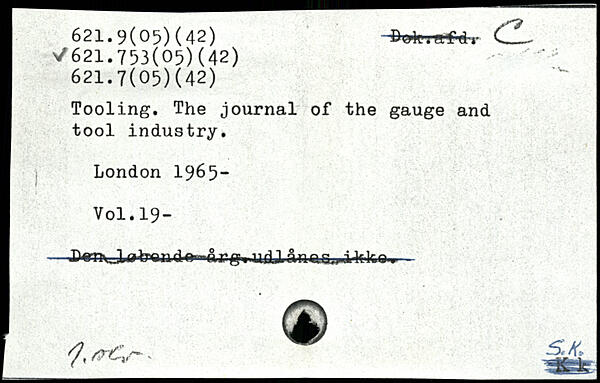 621.9(05)(42) Dok.afd. C
✓621.753(05)(42)
621.7(05)(42)
Tooling. The journal of the gauge and
tool industry.
London 1965-
Vol.19-
Den løbende årg.udlånes ikke.
S.K.
K k